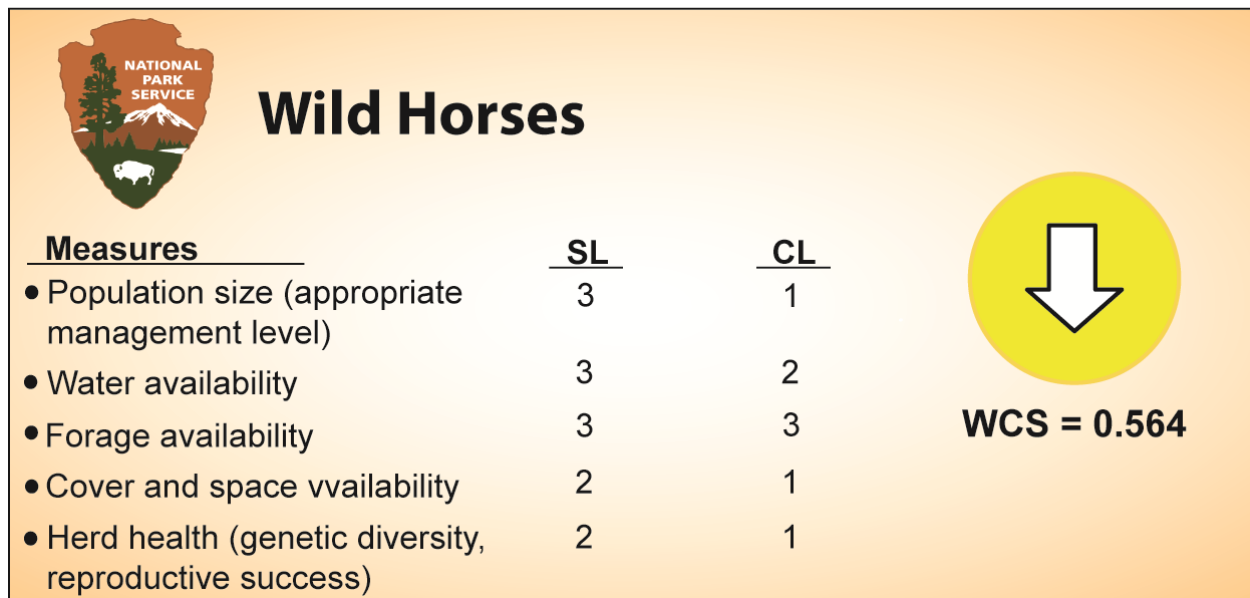 NATIONAL
PARK
SERVICE
Wild Horses
Measures SL CL
• Population size (appropriate 3 1
management level)
• Water availability 3 2
• Forage availability 3 3
• Cover and space vvailability 2 1
• Herd health (genetic diversity, 2 1
reproductive success)
WCS = 0.564